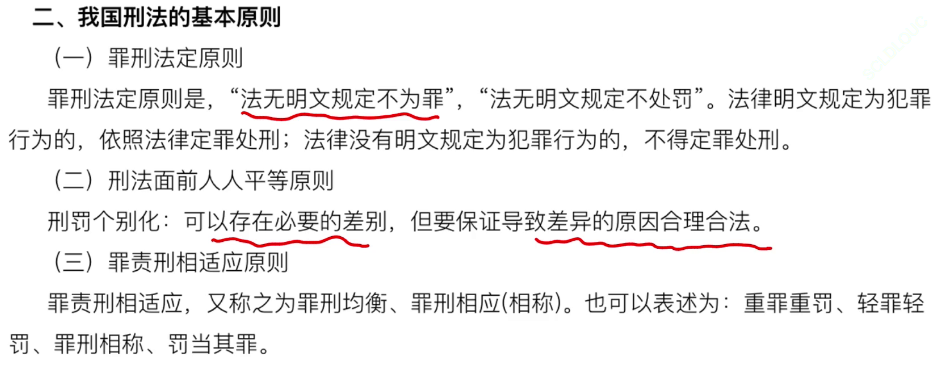 二、我国刑法的基本原则
（一）罪刑法定原则
罪刑法定原则是，“法无明文规定不为罪”，“法无明文规定不处罚”。法律明文规定为犯罪
行为的，依照法律定罪处刑；法律没有明文规定为犯罪行为的，不得定罪处刑。
（二）刑法面前人人平等原则
刑罚个别化：可以存在必要的差别，但要保证导致差异的原因合理合法。
（三）罪责刑相适应原则
罪责刑相适应，又称之为罪刑均衡、罪刑相应(相称)。也可以表述为：重罪重罚、轻罪轻
罚、罪刑相称、罚当其罪。